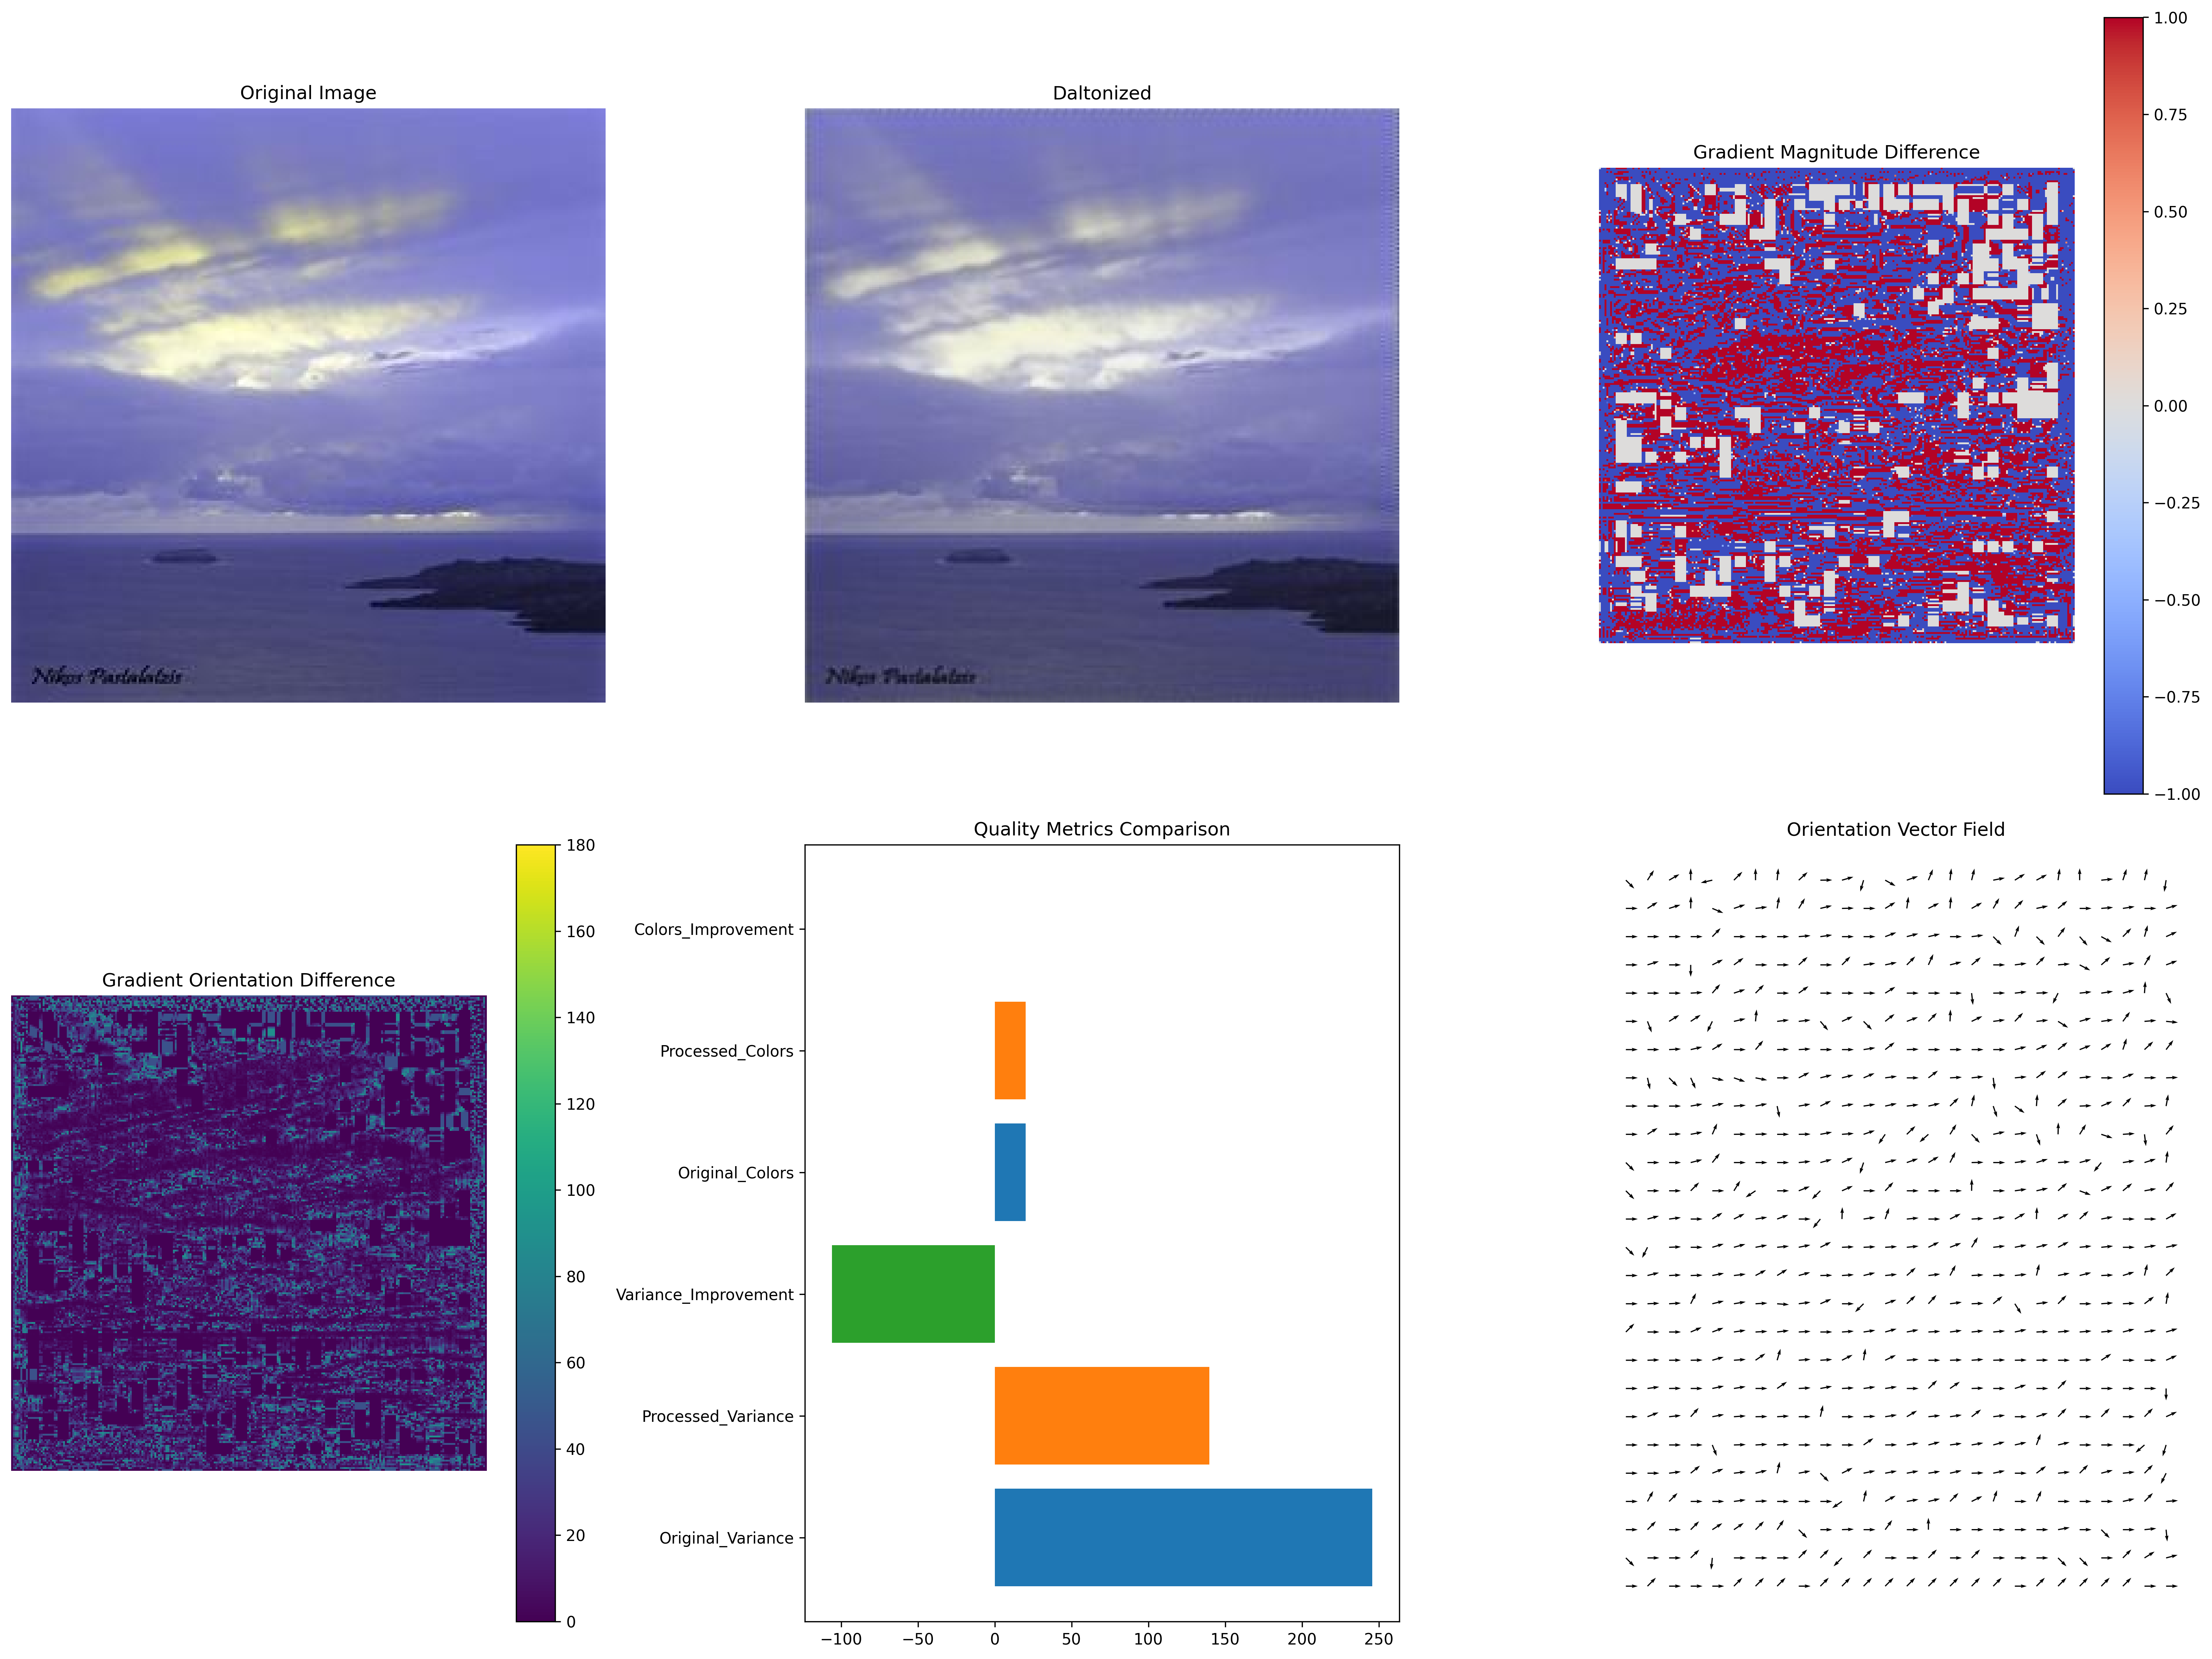 Original Image
Daltonized
Gradient Magnitude Difference
1.00
0.75
0.50
0.25
0.00
−0.25
−0.50
−0.75
−1.00
Nikos
Nikos
Gradient Orientation Difference
180
160
140
120
100
80
60
40
20
0
Quality Metrics Comparison
Colors_Improvement
Processed_Colors
Original_Colors
Variance_Improvement
Processed_Variance
Original_Variance
−100 −50 0 50 100 150 200 250
Orientation Vector Field